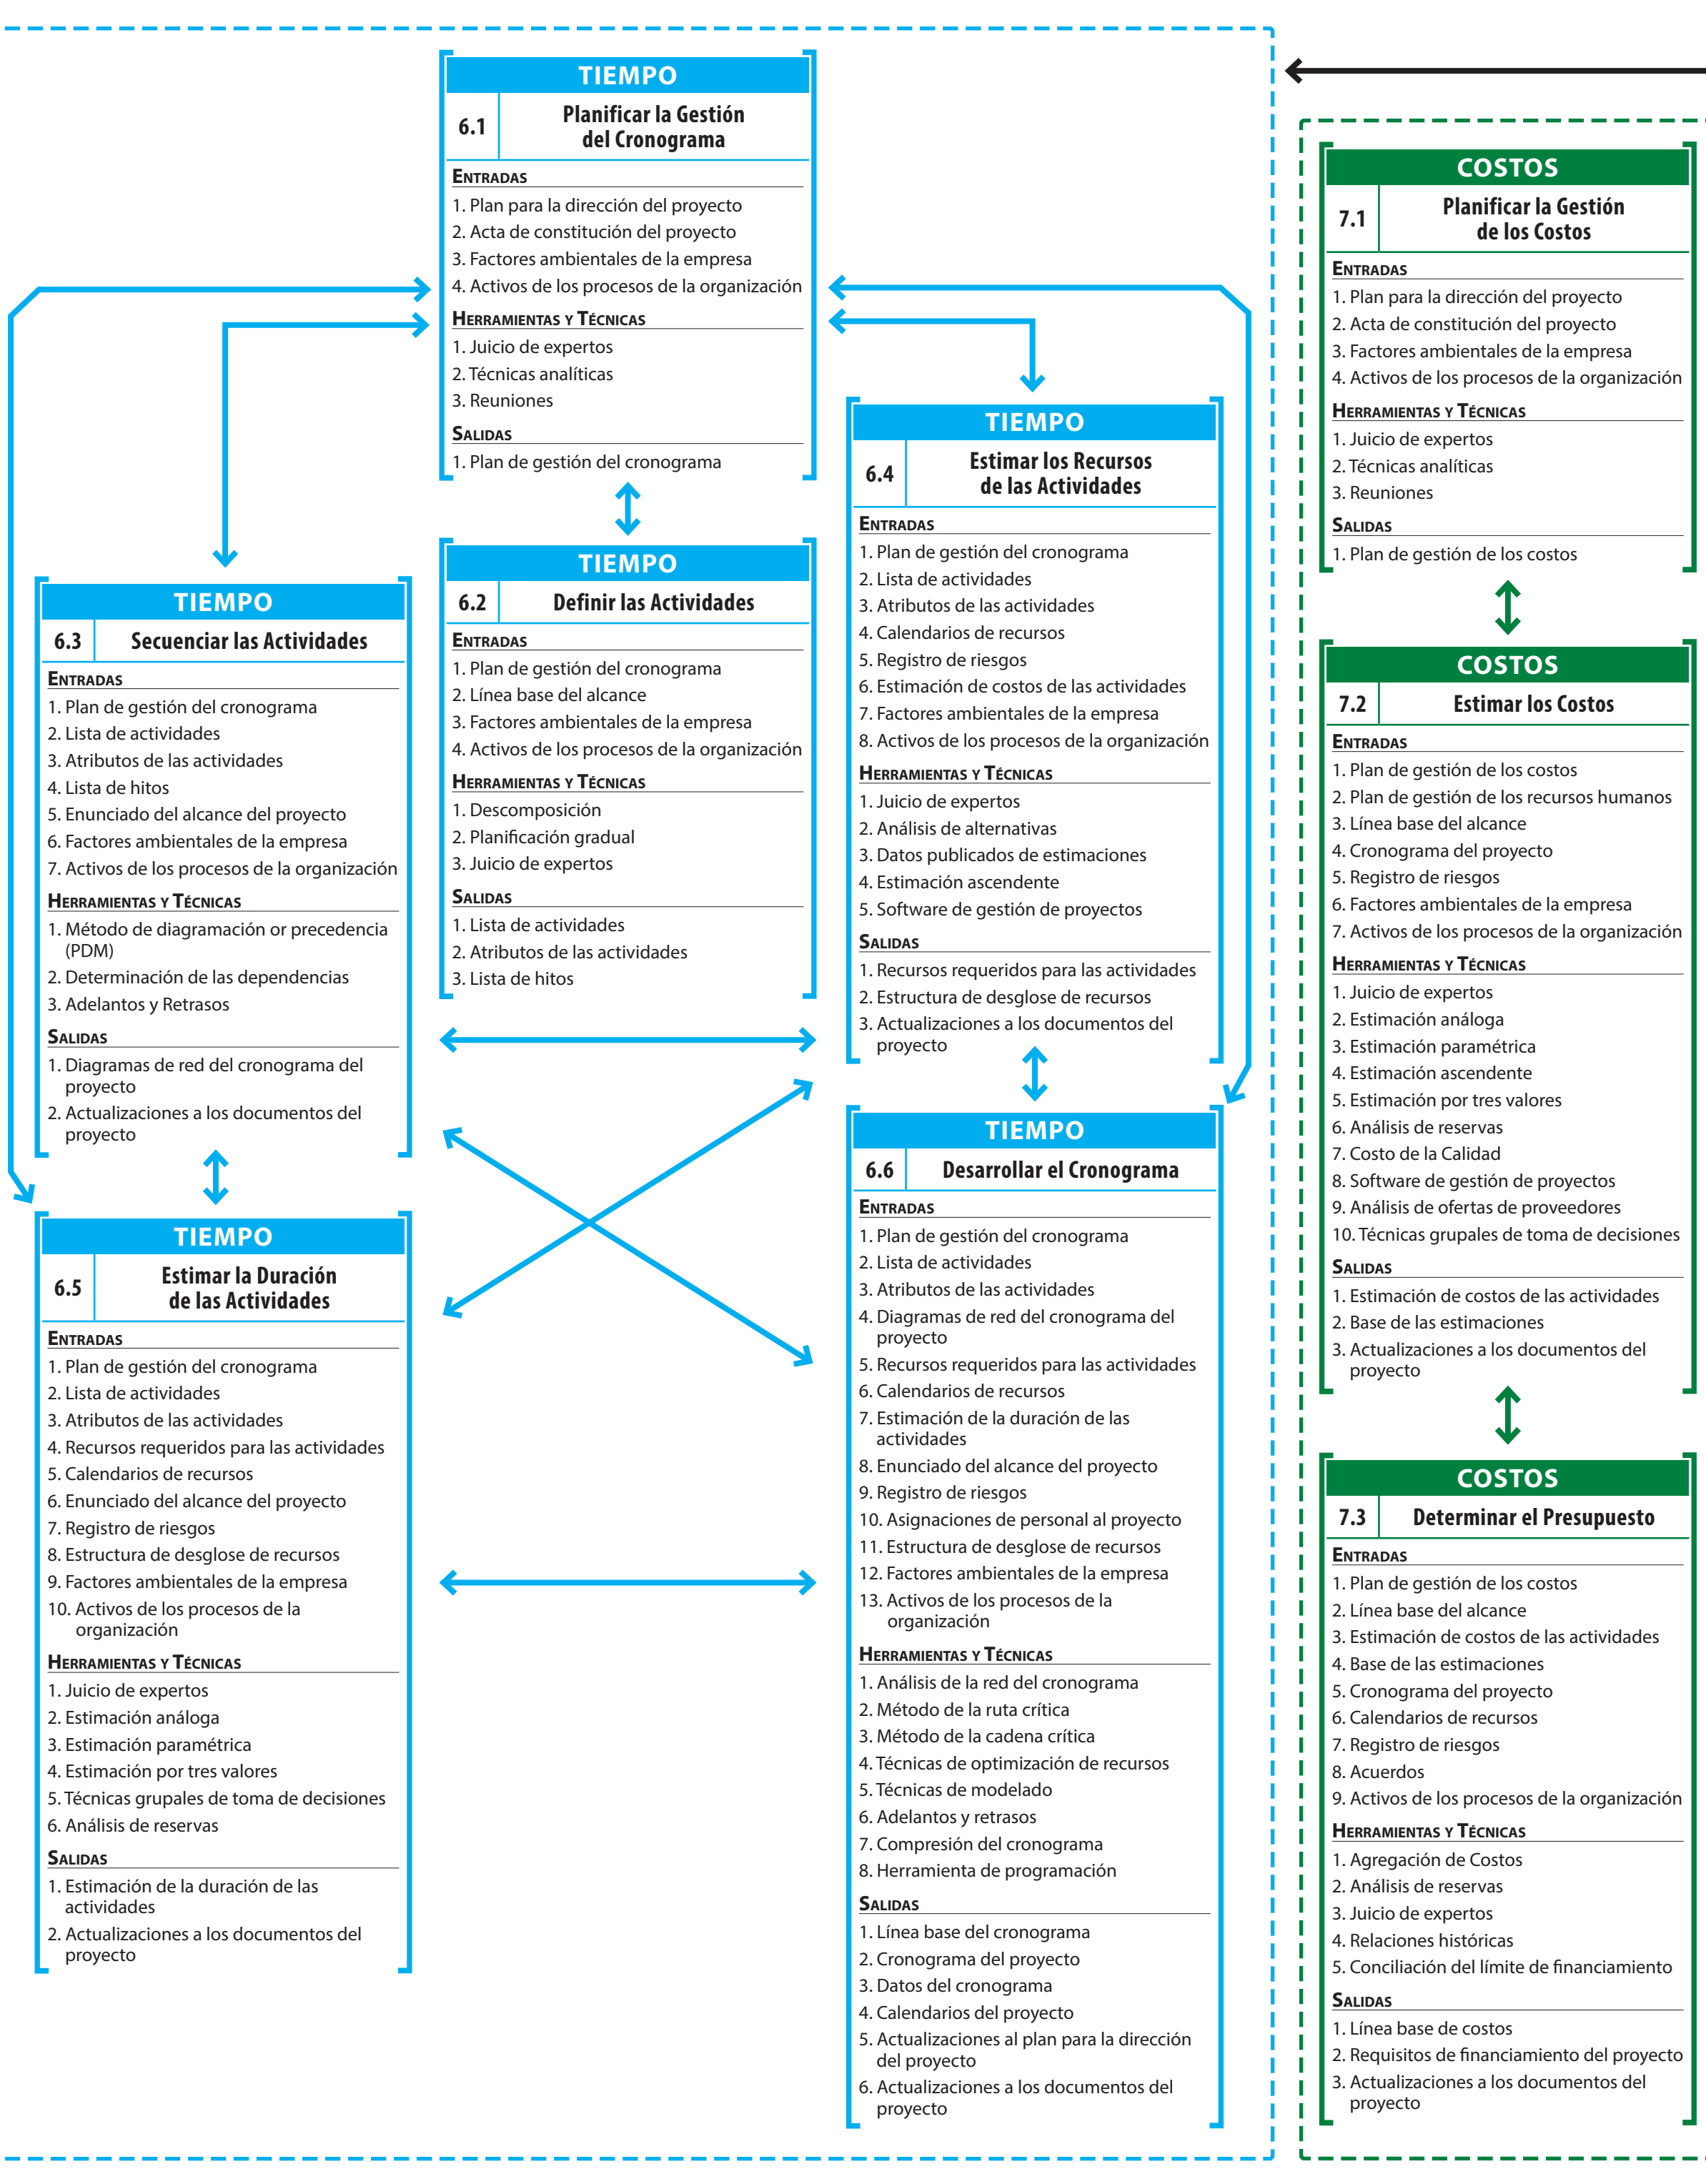 TIEMPO
6.1
Planificar la Gestión
del Cronograma
ENTRADAS
1. Plan para la dirección del proyecto
2. Acta de constitución del proyecto
3. Factores ambientales de la empresa
4. Activos de los procesos de la organización
HERRAMIENTAS Y TÉCNICAS
1. Juicio de expertos
2. Técnicas analíticas
3. Reuniones
SALIDAS
1. Plan de gestión del cronograma
TIEMPO
6.2
Definir las Actividades
ENTRADAS
1. Plan de gestión del cronograma
2. Línea base del alcance
3. Factores ambientales de la empresa
4. Activos de los procesos de la organización
HERRAMIENTAS Y TÉCNICAS
1. Descomposición
2. Planificación gradual
3. Juicio de expertos
SALIDAS
1. Lista de actividades
2. Atributos de las actividades
3. Lista de hitos
TIEMPO
6.3
Secuenciar las Actividades
ENTRADAS
1. Plan de gestión del cronograma
2. Lista de actividades
3. Atributos de las actividades
4. Lista de hitos
5. Enunciado del alcance del proyecto
6. Factores ambientales de la empresa
7. Activos de los procesos de la organización
HERRAMIENTAS Y TÉCNICAS
1. Método de diagramación or precedencia
(PDM)
2. Determinación de las dependencias
3. Adelantos y Retrasos
SALIDAS
1. Diagramas de red del cronograma del
proyecto
2. Actualizaciones a los documentos del
proyecto
TIEMPO
6.4
Estimar los Recursos
de las Actividades
ENTRADAS
1. Plan de gestión del cronograma
2. Lista de actividades
3. Atributos de las actividades
4. Calendarios de recursos
5. Registro de riesgos
6. Estimación de costos de las actividades
7. Factores ambientales de la empresa
8. Activos de los procesos de la organización
HERRAMIENTAS Y TÉCNICAS
1. Juicio de expertos
2. Análisis de alternativas
3. Datos publicados de estimaciones
4. Estimación ascendente
5. Software de gestión de proyectos
SALIDAS
1. Recursos requeridos para las actividades
2. Estructura de desglose de recursos
3. Actualizaciones a los documentos del
proyecto
TIEMPO
6.5
Estimar la Duración
de las Actividades
ENTRADAS
1. Plan de gestión del cronograma
2. Lista de actividades
3. Atributos de las actividades
4. Recursos requeridos para las actividades
5. Calendarios de recursos
6. Enunciado del alcance del proyecto
7. Registro de riesgos
8. Estructura de desglose de recursos
9. Factores ambientales de la empresa
10. Activos de los procesos de la
organización
HERRAMIENTAS Y TÉCNICAS
1. Juicio de expertos
2. Estimación análoga
3. Estimación paramétrica
4. Estimación por tres valores
5. Técnicas grupales de toma de decisiones
6. Análisis de reservas
SALIDAS
1. Estimación de la duración de las
actividades
2. Actualizaciones a los documentos del
proyecto
TIEMPO
6.6
Desarrollar el Cronograma
ENTRADAS
1. Plan de gestión del cronograma
2. Lista de actividades
3. Atributos de las actividades
4. Diagramas de red del cronograma del
proyecto
5. Recursos requeridos para las actividades
6. Calendarios de recursos
7. Estimación de la duración de las
actividades
8. Enunciado del alcance del proyecto
9. Registro de riesgos
10. Asignaciones de personal al proyecto
11. Estructura de desglose de recursos
12. Factores ambientales de la empresa
13. Activos de los procesos de la
organización
HERRAMIENTAS Y TÉCNICAS
1. Análisis de la red del cronograma
2. Método de la ruta crítica
3. Método de la cadena crítica
4. Técnicas de optimización de recursos
5. Técnicas de modelado
6. Adelantos y retrasos
7. Compresión del cronograma
8. Herramienta de programación
SALIDAS
1. Línea base del cronograma
2. Cronograma del proyecto
3. Datos del cronograma
4. Calendarios del proyecto
5. Actualizaciones al plan para la dirección
del proyecto
6. Actualizaciones a los documentos del
proyecto
COSTOS
7.1
Planificar la Gestión
de los Costos
ENTRADAS
1. Plan para la dirección del proyecto
2. Acta de constitución del proyecto
3. Factores ambientales de la empresa
4. Activos de los procesos de la organización
HERRAMIENTAS Y TÉCNICAS
1. Juicio de expertos
2. Técnicas analíticas
3. Reuniones
SALIDAS
1. Plan de gestión de los costos
COSTOS
7.2
Estimar los Costos
ENTRADAS
1. Plan de gestión de los costos
2. Plan de gestión de los recursos humanos
3. Línea base del alcance
4. Cronograma del proyecto
5. Registro de riesgos
6. Factores ambientales de la empresa
7. Activos de los procesos de la organización
HERRAMIENTAS Y TÉCNICAS
1. Juicio de expertos
2. Estimación análoga
3. Estimación paramétrica
4. Estimación ascendente
5. Estimación por tres valores
6. Análisis de reservas
7. Costo de la Calidad
8. Software de gestión de proyectos
9. Análisis de ofertas de proveedores
10. Técnicas grupales de toma de decisiones
SALIDAS
1. Estimación de costos de las actividades
2. Base de las estimaciones
3. Actualizaciones a los documentos del
proyecto
COSTOS
7.3
Determinar el Presupuesto
ENTRADAS
1. Plan de gestión de los costos
2. Línea base del alcance
3. Estimación de costos de las actividades
4. Base de las estimaciones
5. Cronograma del proyecto
6. Calendarios de recursos
7. Registro de riesgos
8. Acuerdos
9. Activos de los procesos de la organización
HERRAMIENTAS Y TÉCNICAS
1. Agregación de Costos
2. Análisis de reservas
3. Juicio de expertos
4. Relaciones históricas
5. Conciliación del límite de financiamiento
SALIDAS
1. Línea base de costos
2. Requisitos de financiamiento del proyecto
3. Actualizaciones a los documentos del
proyecto